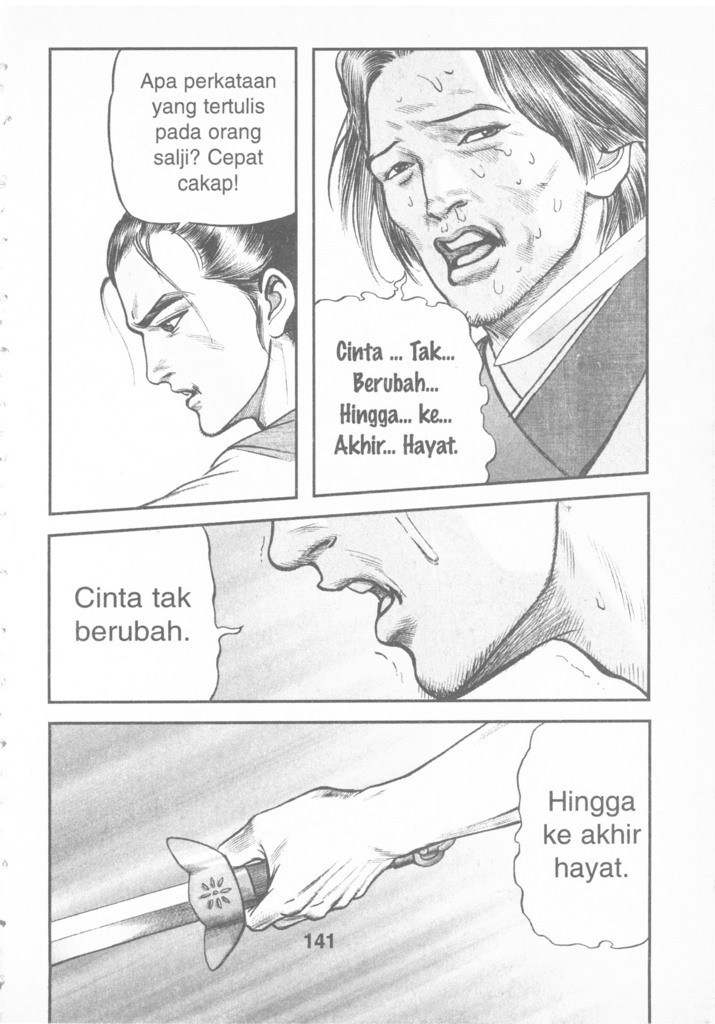 Apa perkataan
yang tertulis
pada orang
salji? Cepat
cakap!
Cinta ... Tak...
Berubah...
Hingga... ke...
Akhir... Hayat.
Cinta tak
berubah.
Hingga
ke akhir
hayat.
141